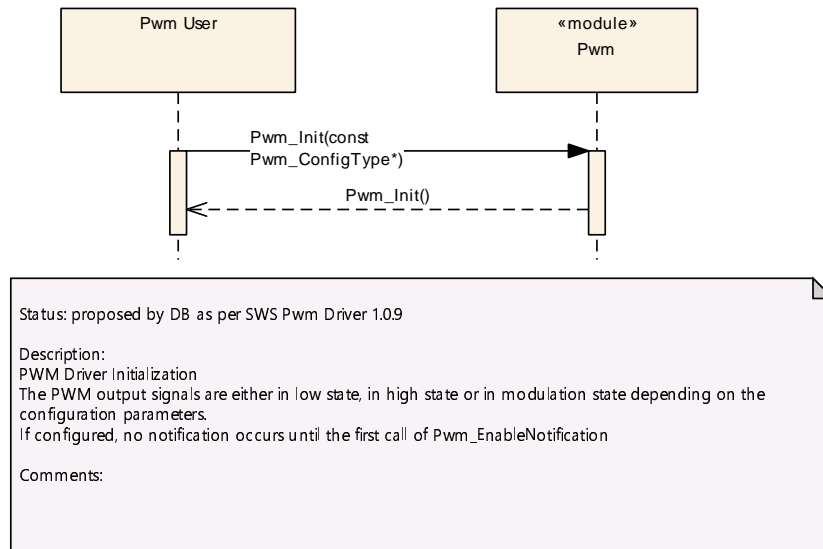 Pwm User
«module»
Pwm
Pwm_Init(const
Pwm_ConfigType*)
Pwm_Init()
Status: proposed by DB as per SWS Pwm Driver 1.0.9
Description:
PWM Driver Initialization
The PWM output signals are either in low state, in high state or in modulation state depending on the
configuration parameters.
If configured, no notification occurs until the first call of Pwm_EnableNotification
Comments: